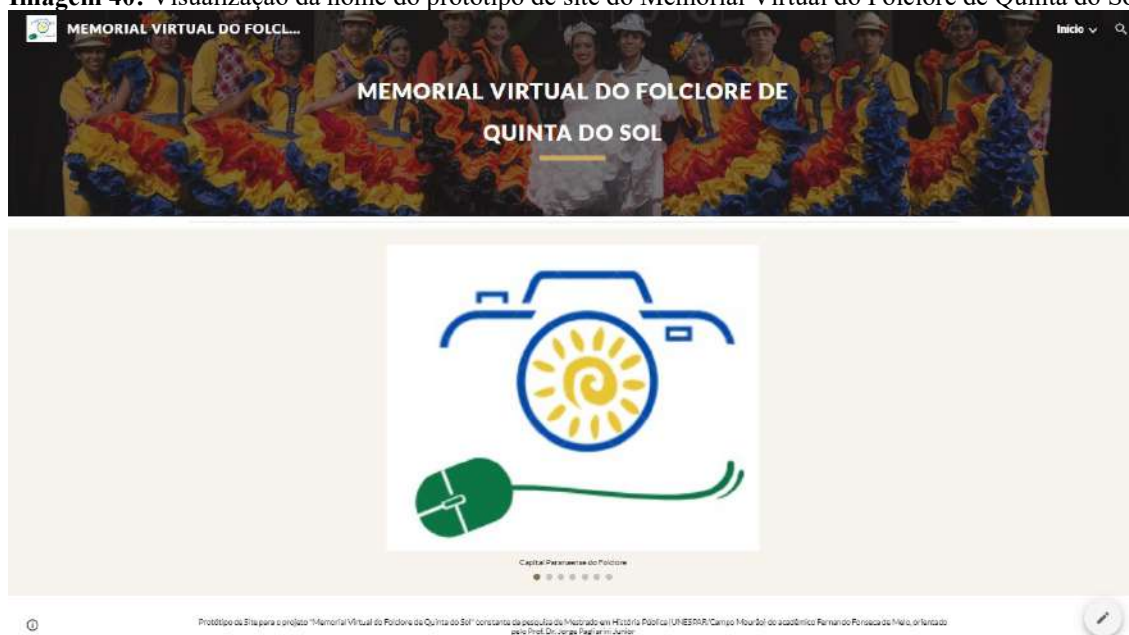 Imagem 40: Visualização da home do protótipo de site do Memorial Virtual do Folclore de Quinta do Sol
MEMORIAL VIRTUAL DO FOLCL...
Início
MEMORIAL VIRTUAL DO FOLCLORE DE
QUINTA DO SOL
Capital Paranaense do Folclore
Protótipo de Site para o projeto "Memorial Virtual do Folclore de Quinta do Sol" constante da pesquisa de Mestrado em História Pública (UNESPAR/Campo Mourão) do acadêmico Fernando Fonseca de Melo, orientado
pelo Prof. Dr. Jorge Pagliarini Junior